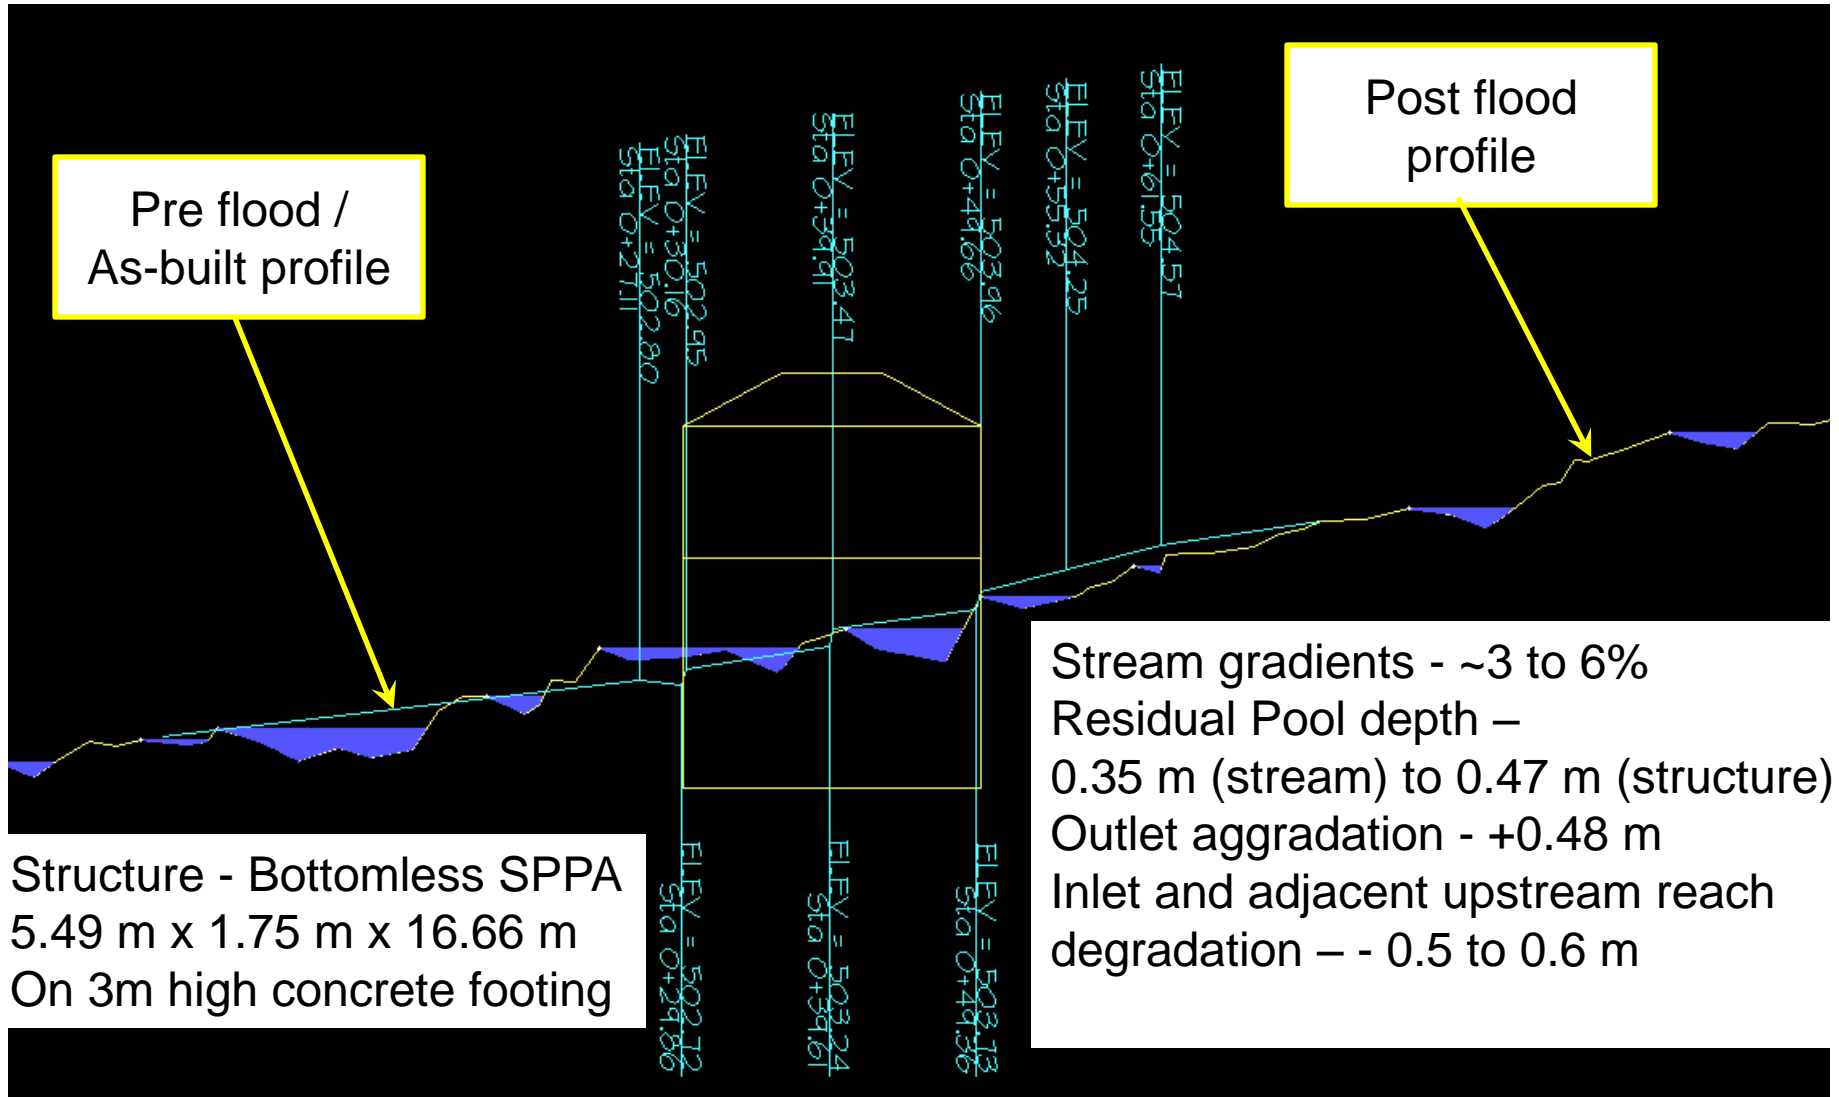 Pre flood /
As-built profile
Post flood
profile
ELEV = 502.80
Sta 0+27.11
ELEV = 502.95
Sta 0+30.16
ELEV = 503.47
Sta 0+39.91
ELEV = 503.96
Sta 0+49.66
ELEV = 504.25
Sta 0+55.32
ELEV = 504.57
Sta 0+61.55
Structure - Bottomless SPPA
5.49 m x 1.75 m x 16.66 m
On 3m high concrete footing
ELEV = 502.72
Sta 0+29.86
ELEV = 503.24
Sta 0+39.61
ELEV = 503.73
Sta 0+49.36
Stream gradients - ~3 to 6%
Residual Pool depth –
0.35 m (stream) to 0.47 m (structure)
Outlet aggradation - +0.48 m
Inlet and adjacent upstream reach
degradation – - 0.5 to 0.6 m